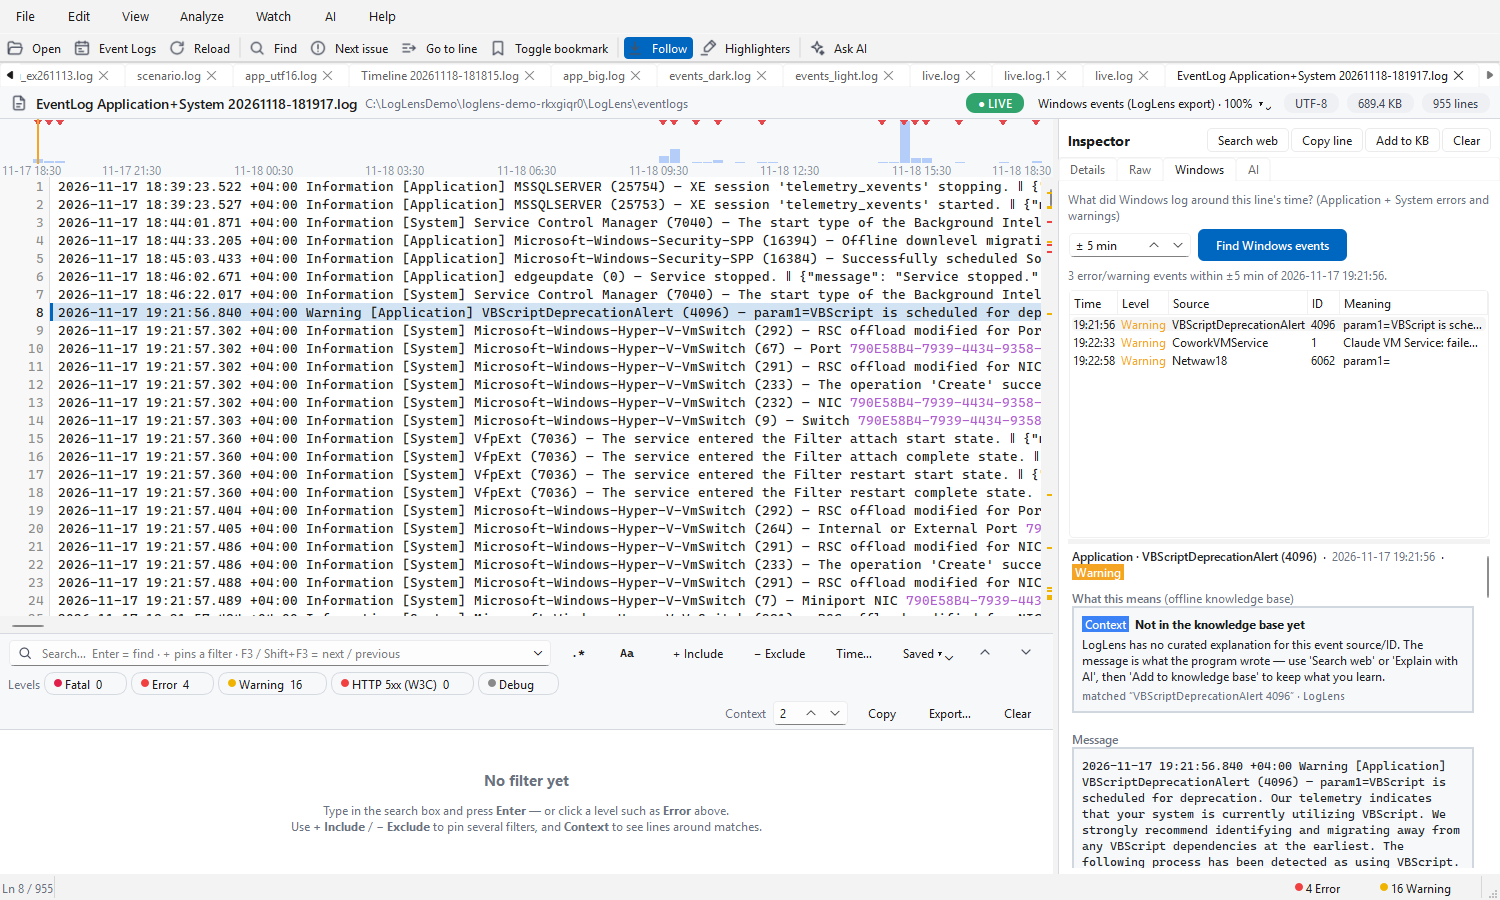 File Edit View Analyze Watch AI Help
Open Event Logs Reload Find Next issue Go to line Toggle bookmark Follow Highlighters Ask AI
_ex261113.log scenario.log app_utf16.log Timeline 20261118-181815.log app_big.log events_dark.log events_light.log live.log live.log.1 live.log EventLog Application+System 20261118-181917.log
EventLog Application+System 20261118-181917.log C:\LogLensDemo\loglens-demo-rkxgiqr0\LogLens\eventlogs LIVE Windows events (LogLens export) · 100% UTF-8 689.4 KB 955 lines
11-17 18:30 11-17 21:30 11-18 00:30 11-18 03:30 11-18 06:30 11-18 09:30 11-18 12:30 11-18 15:30 11-18 18:30
1 2026-11-17 18:39:23.522 +04:00 Information [Application] MSSQLSERVER (25754) — XE session 'telemetry_xevents' stopping. ‖ {"
2 2026-11-17 18:39:23.527 +04:00 Information [Application] MSSQLSERVER (25753) — XE session 'telemetry_xevents' started. ‖ {"
3 2026-11-17 18:44:01.871 +04:00 Information [System] Service Control Manager (7040) — The start type of the Background Intel
4 2026-11-17 18:44:33.205 +04:00 Information [Application] Microsoft-Windows-Security-SPP (16394) — Offline downlevel migrati
5 2026-11-17 18:45:03.433 +04:00 Information [Application] Microsoft-Windows-Security-SPP (16384) — Successfully scheduled So
6 2026-11-17 18:46:02.671 +04:00 Information [Application] edgeupdate (0) — Service stopped. ‖ {"message": "Service stopped."
7 2026-11-17 18:46:22.017 +04:00 Information [System] Service Control Manager (7040) — The start type of the Background Intel
8 2026-11-17 19:21:56.840 +04:00 Warning [Application] VBScriptDeprecationAlert (4096) — param1=VBScript is scheduled for dep
9 2026-11-17 19:21:57.302 +04:00 Information [System] Microsoft-Windows-Hyper-V-VmSwitch (292) — RSC offload modified for Por
10 2026-11-17 19:21:57.302 +04:00 Information [System] Microsoft-Windows-Hyper-V-VmSwitch (67) — Port 790E58B4-7939-4434-9358-
11 2026-11-17 19:21:57.302 +04:00 Information [System] Microsoft-Windows-Hyper-V-VmSwitch (291) — RSC offload modified for NIC
12 2026-11-17 19:21:57.302 +04:00 Information [System] Microsoft-Windows-Hyper-V-VmSwitch (233) — The operation 'Create' succe
13 2026-11-17 19:21:57.302 +04:00 Information [System] Microsoft-Windows-Hyper-V-VmSwitch (232) — NIC 790E58B4-7939-4434-9358-
14 2026-11-17 19:21:57.303 +04:00 Information [System] Microsoft-Windows-Hyper-V-VmSwitch (9) — Switch 790E58B4-7939-4434-9358
15 2026-11-17 19:21:57.360 +04:00 Information [System] VfpExt (7036) — The service entered the Filter attach start state. ‖ {"
16 2026-11-17 19:21:57.360 +04:00 Information [System] VfpExt (7036) — The service entered the Filter attach complete state.
17 2026-11-17 19:21:57.360 +04:00 Information [System] VfpExt (7036) — The service entered the Filter restart start state. ‖ {
18 2026-11-17 19:21:57.360 +04:00 Information [System] VfpExt (7036) — The service entered the Filter restart complete state.
19 2026-11-17 19:21:57.404 +04:00 Information [System] Microsoft-Windows-Hyper-V-VmSwitch (292) — RSC offload modified for Por
20 2026-11-17 19:21:57.405 +04:00 Information [System] Microsoft-Windows-Hyper-V-VmSwitch (264) — Internal or External Port 79
21 2026-11-17 19:21:57.486 +04:00 Information [System] Microsoft-Windows-Hyper-V-VmSwitch (291) — RSC offload modified for NIC
22 2026-11-17 19:21:57.486 +04:00 Information [System] Microsoft-Windows-Hyper-V-VmSwitch (233) — The operation 'Create' succe
23 2026-11-17 19:21:57.488 +04:00 Information [System] Microsoft-Windows-Hyper-V-VmSwitch (291) — RSC offload modified for NIC
24 2026-11-17 19:21:57.489 +04:00 Information [System] Microsoft-Windows-Hyper-V-VmSwitch (7) — Miniport NIC 790E58B4-7939-443
Search... Enter = find · + pins a filter · F3 / Shift+F3 = next / previous .* Aa + Include − Exclude Time... Saved
Levels Fatal 0 Error 4 Warning 16 HTTP 5xx (W3C) 0 Debug
Context 2 Copy Export... Clear
No filter yet
Type in the search box and press Enter — or click a level such as Error above.
Use + Include / − Exclude to pin several filters, and Context to see lines around matches.
Inspector Search web Copy line Add to KB Clear
Details Raw Windows AI
What did Windows log around this line's time? (Application + System errors and
warnings)
± 5 min Find Windows events
3 error/warning events within ±5 min of 2026-11-17 19:21:56.
Time Level Source ID Meaning
19:21:56 Warning VBScriptDeprecationAlert 4096 param1=VBScript is sche...
19:22:33 Warning CoworkVMService 1 Claude VM Service: faile...
19:22:58 Warning Netwaw18 6062 param1=
Application · VBScriptDeprecationAlert (4096) · 2026-11-17 19:21:56 ·
Warning
What this means (offline knowledge base)
Context Not in the knowledge base yet
LogLens has no curated explanation for this event source/ID. The
message is what the program wrote — use 'Search web' or 'Explain with
AI', then 'Add to knowledge base' to keep what you learn.
matched "VBScriptDeprecationAlert 4096" · LogLens
Message
2026-11-17 19:21:56.840 +04:00 Warning [Application]
VBScriptDeprecationAlert (4096) — param1=VBScript is
scheduled for deprecation. Our telemetry indicates
that your system is currently utilizing VBScript. We
strongly recommend identifying and migrating away from
any VBScript dependencies at the earliest. The
following process has been detected as using VBScript.
Ln 8 / 955 4 Error 16 Warning